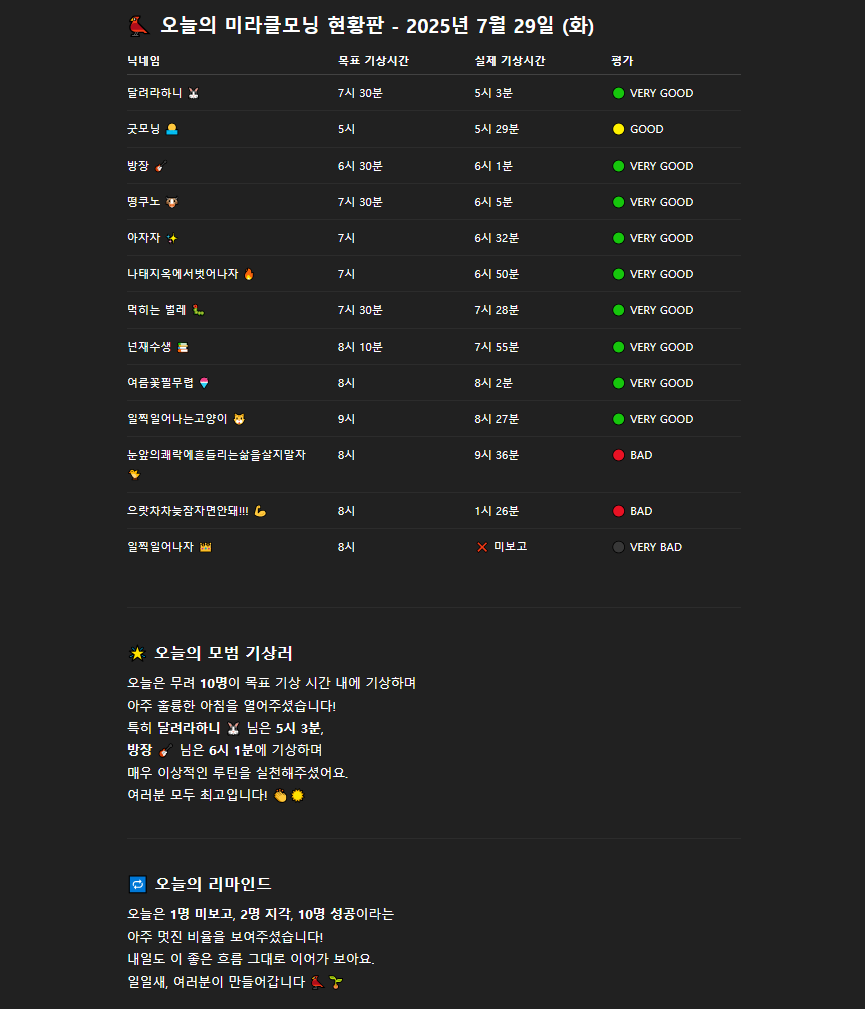 오늘의 미라클모닝 현황판 - 2025년 7월 29일 (화)
닉네임 목표 기상시간 실제 기상시간 평가
달려라하니 7시 30분 5시 3분 VERY GOOD
굿모닝 5시 5시 29분 GOOD
방장 6시 30분 6시 1분 VERY GOOD
떵쿠노 7시 30분 6시 5분 VERY GOOD
아자자 7시 6시 32분 VERY GOOD
나태지옥에서벗어나자 7시 6시 50분 VERY GOOD
먹히는 벌레 7시 30분 7시 28분 VERY GOOD
넌재수생 8시 10분 7시 55분 VERY GOOD
여름꽃필무렵 8시 8시 2분 VERY GOOD
일찍일어나는고양이 9시 8시 27분 VERY GOOD
눈앞의쾌락에흔들리는삶을살지말자 8시 9시 36분 BAD
으랏차차늦잠자면안돼!!! 8시 1시 26분 BAD
일찍일어나자 8시 미보고 VERY BAD
오늘의 모범 기상러
오늘은 무려 10명이 목표 기상 시간 내에 기상하며
아주 훌륭한 아침을 열어주셨습니다!
특히 달려라하니 님은 5시 3분,
방장 님은 6시 1분에 기상하며
매우 이상적인 루틴을 실천해주셨어요.
여러분 모두 최고입니다!
오늘의 리마인드
오늘은 1명 미보고, 2명 지각, 10명 성공이라는
아주 멋진 비율을 보여주셨습니다!
내일도 이 좋은 흐름 그대로 이어가 보아요.
일일새, 여러분이 만들어갑니다